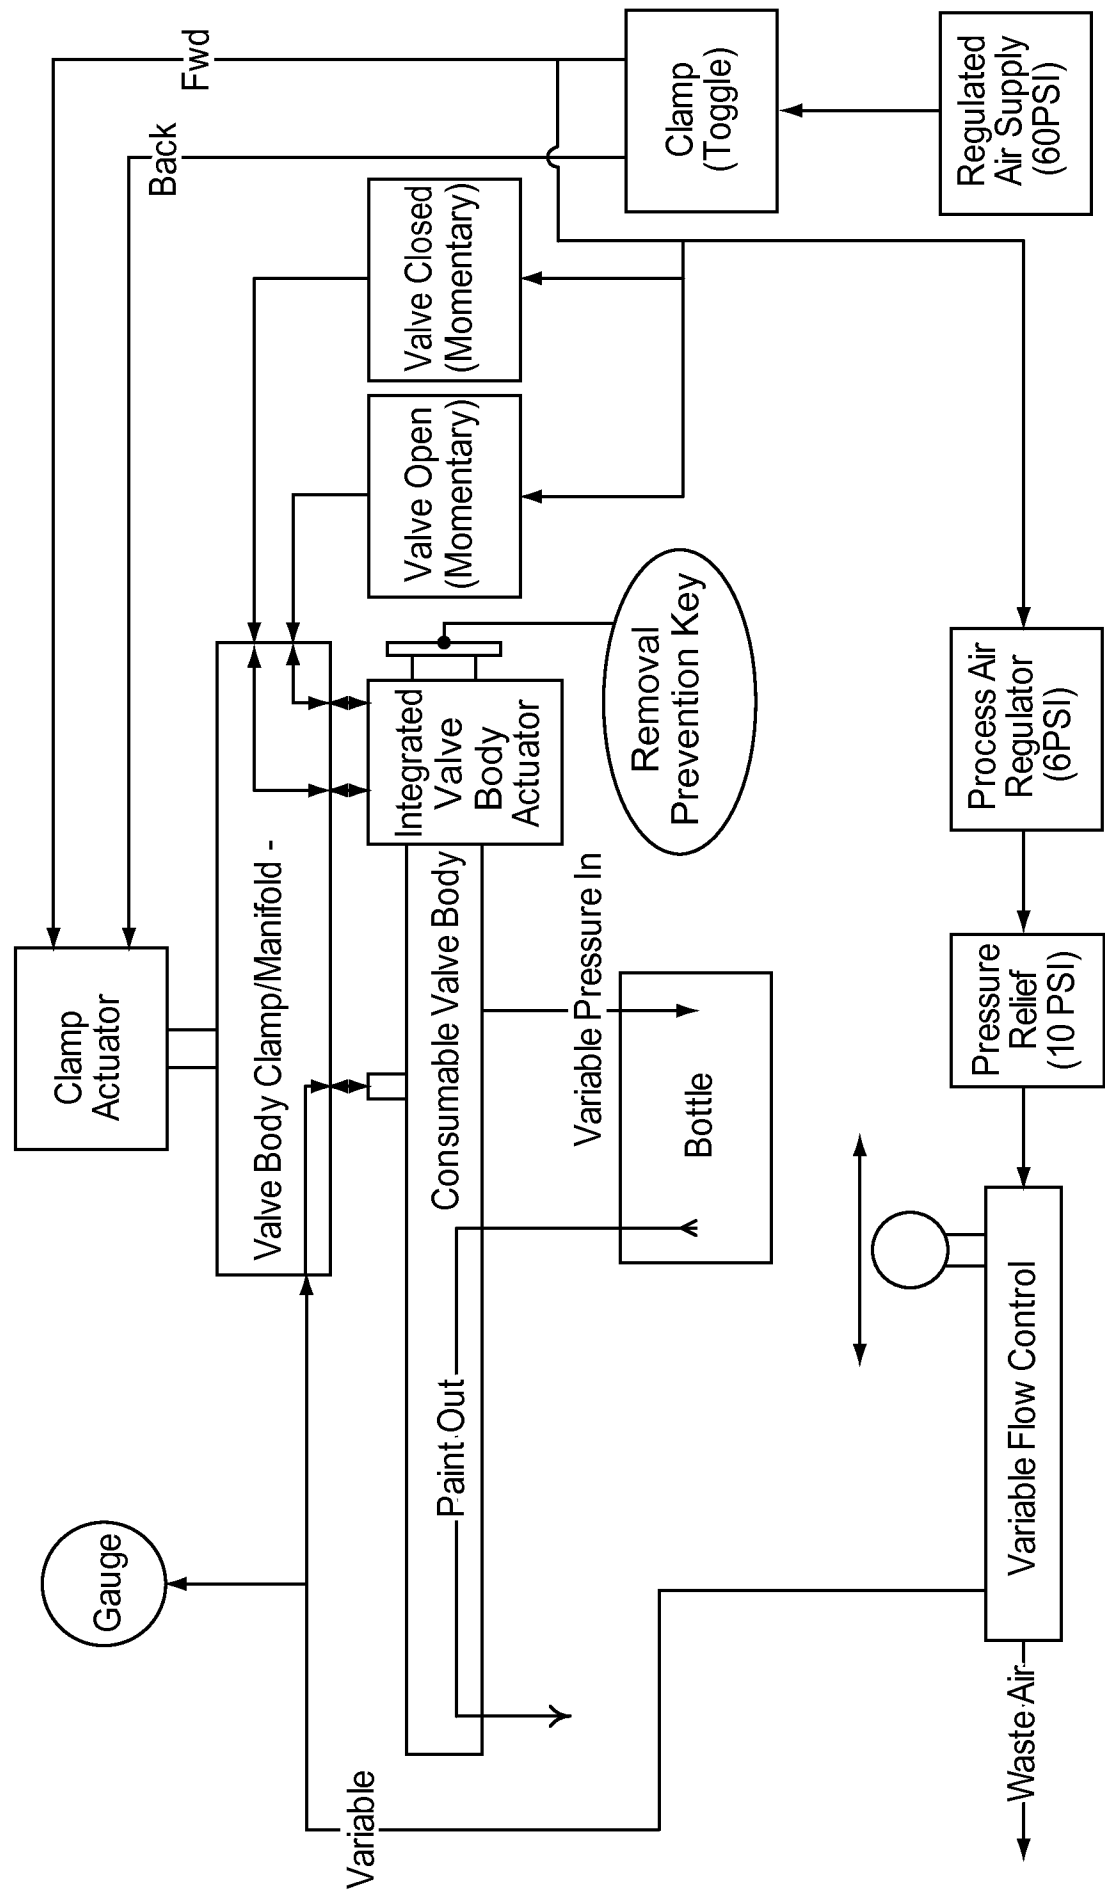 Gauge
Variable
Clamp
Actuator
Back
Fwd
Valve Body Clamp/Manifold -
Paint Out
Consumable Valve Body
Integrated
Valve
Body
Actuator
Valve Open
(Momentary)
Valve Closed
(Momentary)
Variable Pressure In
Bottle
Removal
Prevention Key
Clamp
(Toggle)
Waste Air
Variable Flow Control
Pressure
Relief
(10 PSI)
Process Air
Regulator
(6PSI)
Regulated
Air Supply
(60PSI)